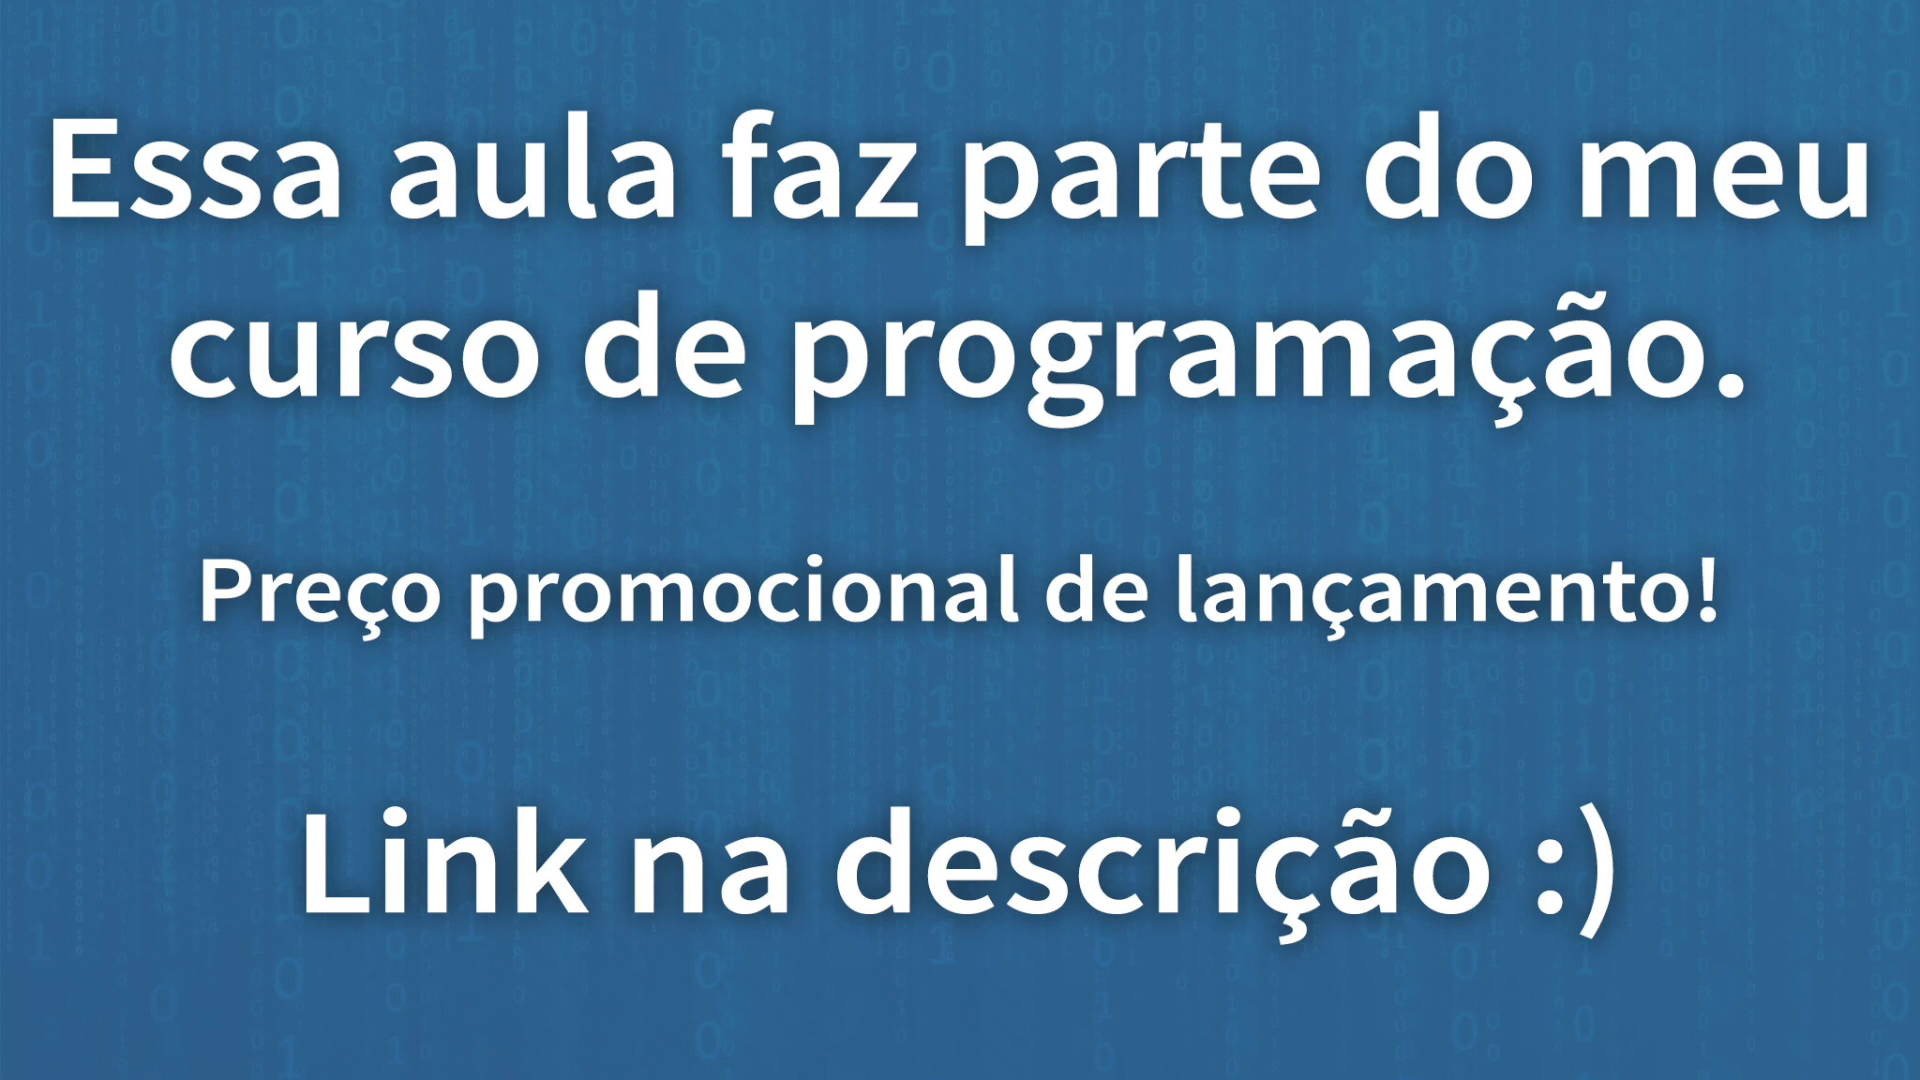 Essa aula faz parte do meu
curso de programação.
Preço promocional de lançamento!
Link na descrição :)